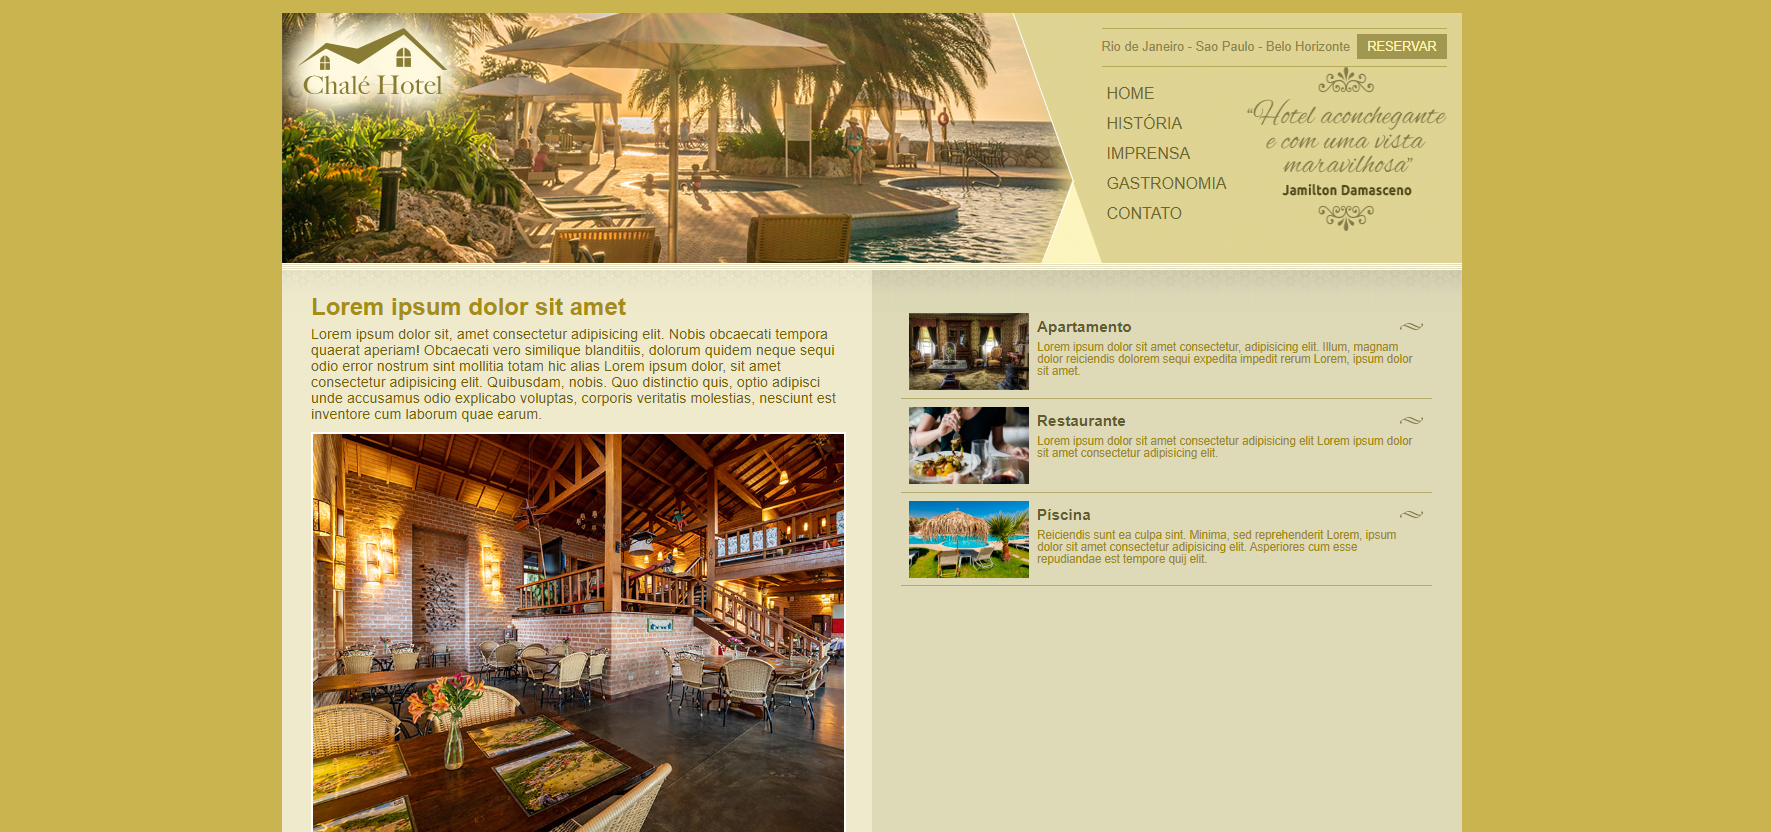 Chalé Hotel
Rio de Janeiro - Sao Paulo - Belo Horizonte RESERVAR
HOME
HISTÓRIA
IMPRENSA
GASTRONOMIA
CONTATO
“Hotel aconchegante
e com uma vista
maravilhosa”
Jamilton Damasceno
Lorem ipsum dolor sit amet
Lorem ipsum dolor sit, amet consectetur adipisicing elit. Nobis obcaecati tempora
quaerat aperiam! Obcaecati vero similique blanditiis, dolorum quidem neque sequi
odio error nostrum sint mollitia totam hic alias Lorem ipsum dolor, sit amet
consectetur adipisicing elit. Quibusdam, nobis. Quo distinctio quis, optio adipisci
unde accusamus odio explicabo voluptas, corporis veritatis molestias, nesciunt est
inventore cum laborum quae earum.
Apartamento
Lorem ipsum dolor sit amet consectetur, adipisicing elit. Illum, magnam
dolor reiciendis dolorem sequi expedita impedit rerum Lorem, ipsum dolor
sit amet.
Restaurante
Lorem ipsum dolor sit amet consectetur adipisicing elit Lorem ipsum dolor
sit amet consectetur adipisicing elit.
Piscina
Reiciendis sunt ea culpa sint. Minima, sed reprehenderit Lorem, ipsum
dolor sit amet consectetur adipisicing elit. Asperiores cum esse
repudiandae est tempore quij elit.